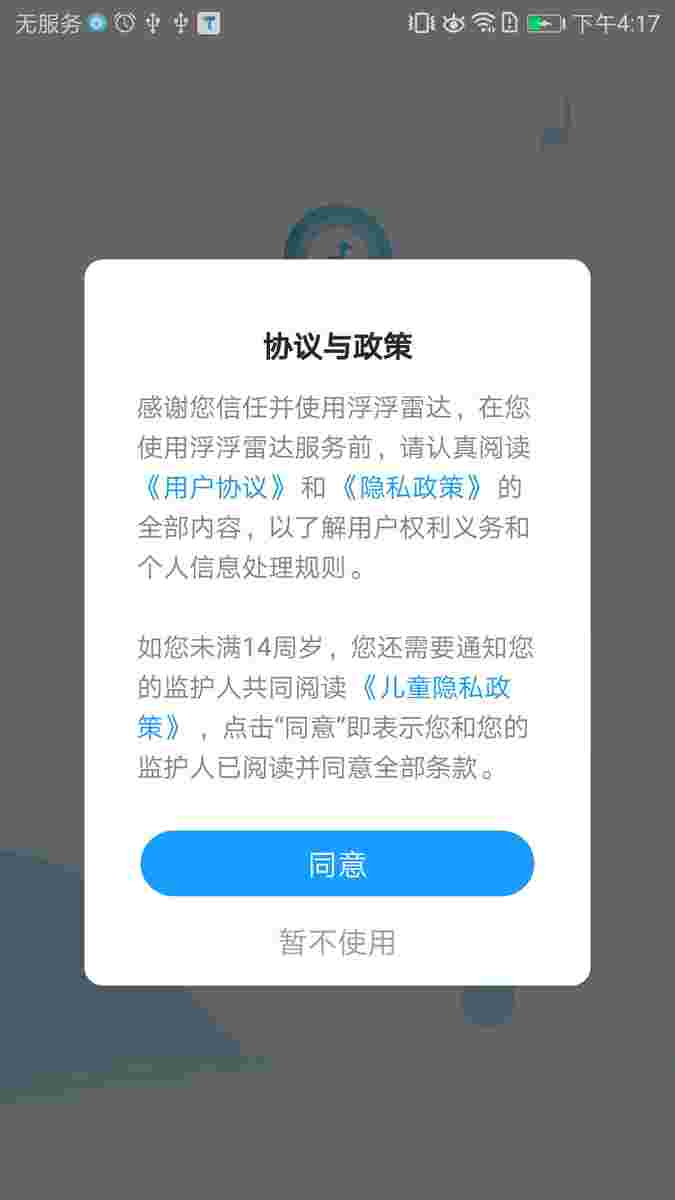 无服务 下午4:17
协议与政策
感谢您信任并使用浮浮雷达，在您
使用浮浮雷达服务前，请认真阅读
《用户协议》和《隐私政策》的
全部内容，以了解用户权利义务和
个人信息处理规则。
如您未满14周岁，您还需要通知您
的监护人共同阅读《儿童隐私政
策》，点击“同意”即表示您和您的
监护人已阅读并同意全部条款。
同意
暂不使用